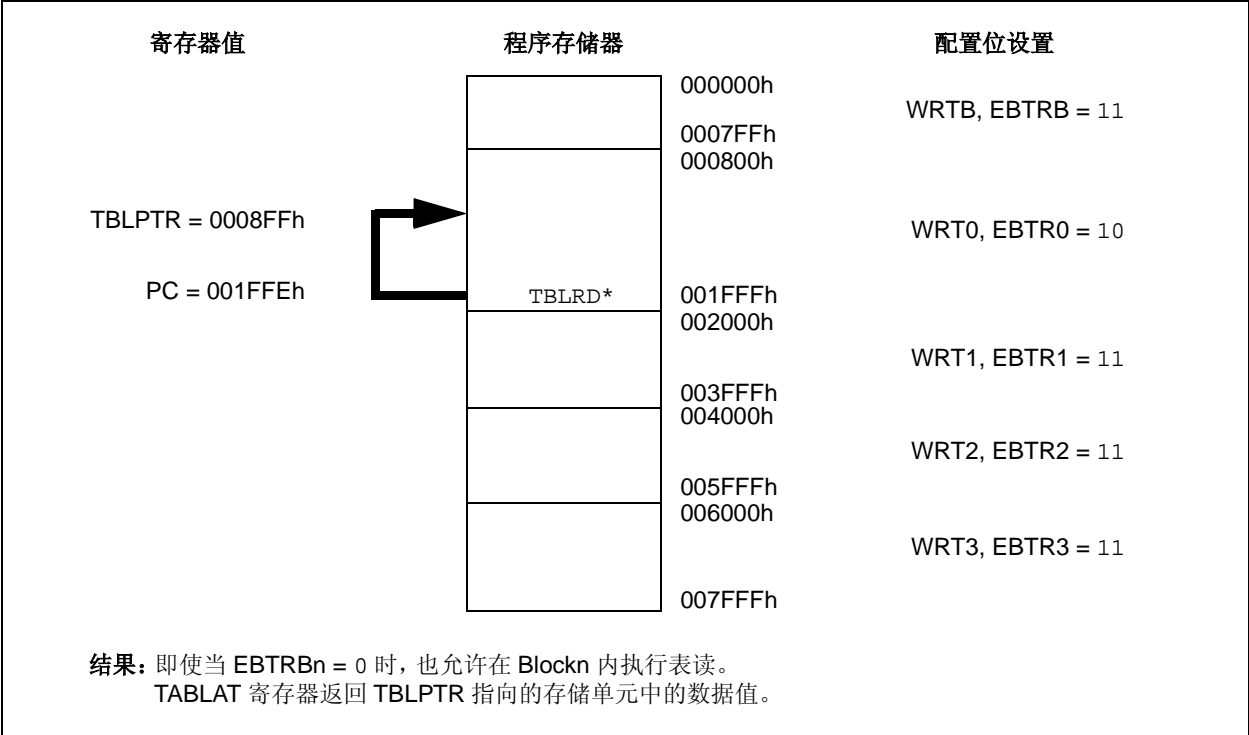 寄存器值 程序存储器 配置位设置
000000h
WRTB, EBTRB = 11
0007FFh
000800h
TBLPTR = 0008FFh
WRT0, EBTR0 = 10
PC = 001FFEh TBLRD* 001FFFh
002000h
WRT1, EBTR1 = 11
003FFFh
004000h
WRT2, EBTR2 = 11
005FFFh
006000h
WRT3, EBTR3 = 11
007FFFh
结果：即使当 EBTRBn = 0 时，也允许在 Blockn 内执行表读。
TABLAT 寄存器返回 TBLPTR 指向的存储单元中的数据值。